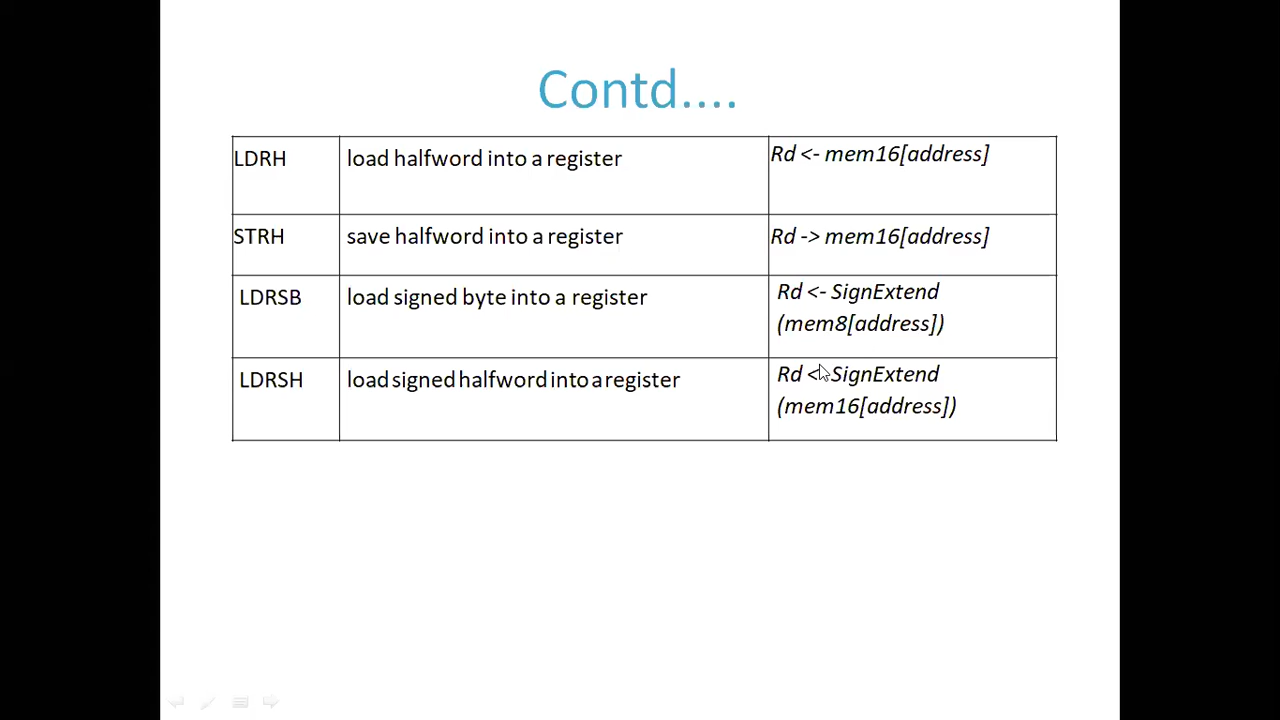 Contd....
LDRH load halfword into a register Rd <- mem16[address]
STRH save halfword into a register Rd -> mem16[address]
LDRSB load signed byte into a register Rd <- SignExtend
(mem8[address])
LDRSH load signed halfword into a register Rd <- SignExtend
(mem16[address])